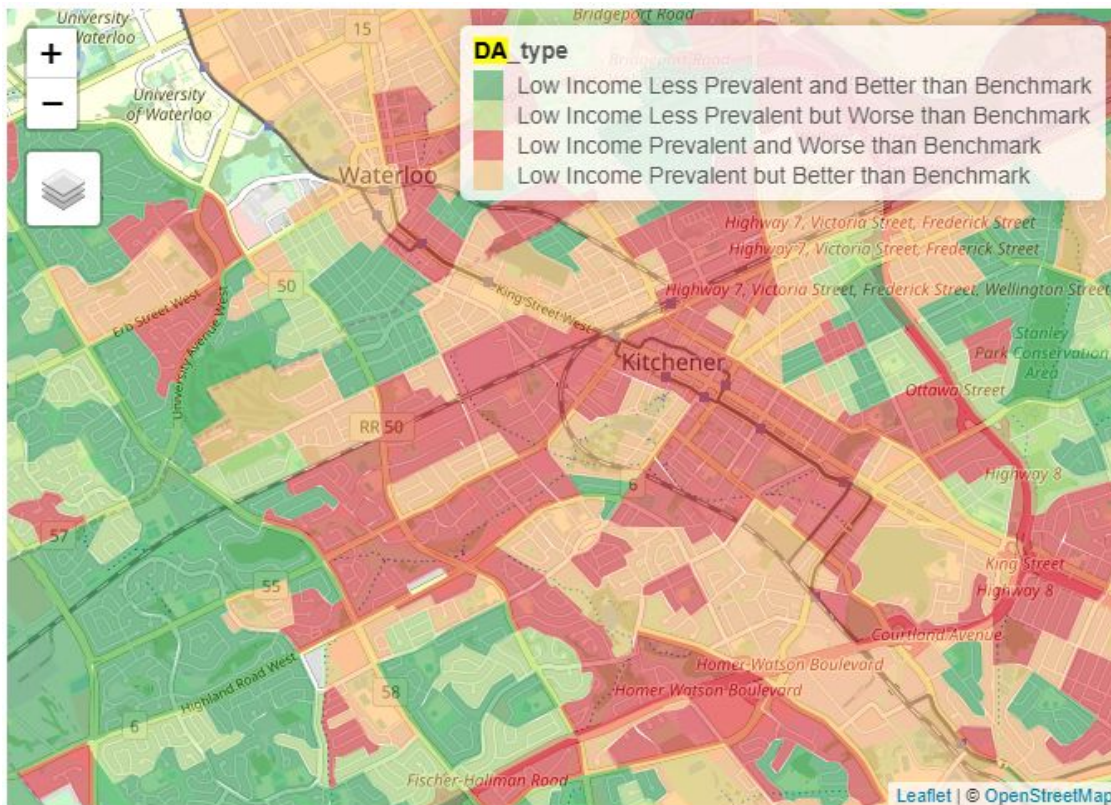 University
of Waterloo
15
Bridgeport Road
+
−
DA_type
Low Income Less Prevalent and Better than Benchmark
Low Income Less Prevalent but Worse than Benchmark
Low Income Prevalent and Worse than Benchmark
Low Income Prevalent but Better than Benchmark
Bridgeport Road
University
of Waterloo
Waterloo
Highway 7, Victoria Street, Frederick Street
Highway 7, Victoria Street, Frederick Street
50
Highway 7, Victoria Street, Frederick Street, Wellington Street
Erb Street West
University Avenue West
King Street West
Stanley
Park Conservation
Area
Kitchener
Ottawa Street
RR 50
Highway 8
6
57
King Street
Highway 8
55
Courtland Avenue
Homer-Watson Boulevard
Homer Watson Boulevard
Highland Road West
58
6
Fischer-Hallman Road
Leaflet | © OpenStreetMap